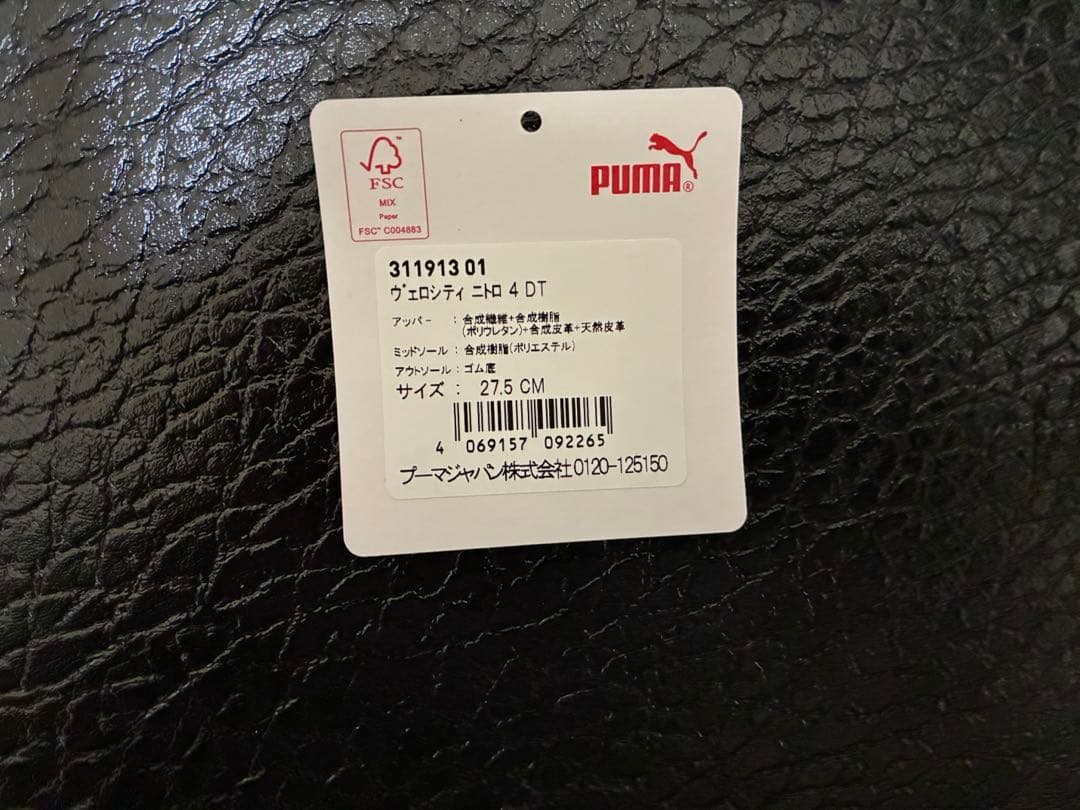 FSC
MIX
Paper
FSC® C004883
PUMA®
311913 01
ヴェロシティ ニトロ 4 DT
アッパー : 合成繊維+合成樹脂
(ポリウレタン)+合成皮革+天然皮革
ミッドソール : 合成樹脂(ポリエステル)
アウトソール : ゴム底
サイズ : 27.5 CM
4 069157 092265
プーマジャパン株式会社 0120-125150